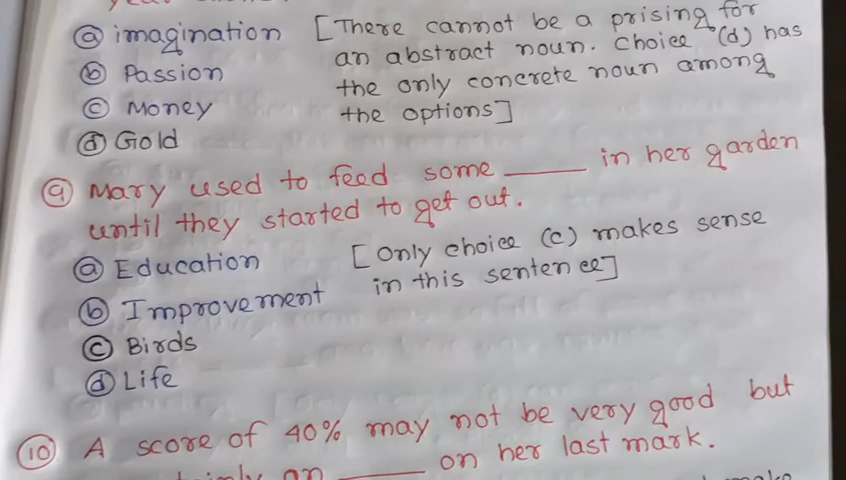 ⓐ imagination [There cannot be a prising for
an abstract noun. choice (d) has
ⓑ Passion
the only concrete noun among
ⓒ Money
the options]
ⓓ Gold
⑨ Mary used to feed some ______ in her garden
until they started to get out.
ⓐ Education [Only choice (c) makes sense
in this sentence]
ⓑ Improvement
ⓒ Birds
ⓓ Life
⑩ A score of 40% may not be very good but
an ______ on her last mark.